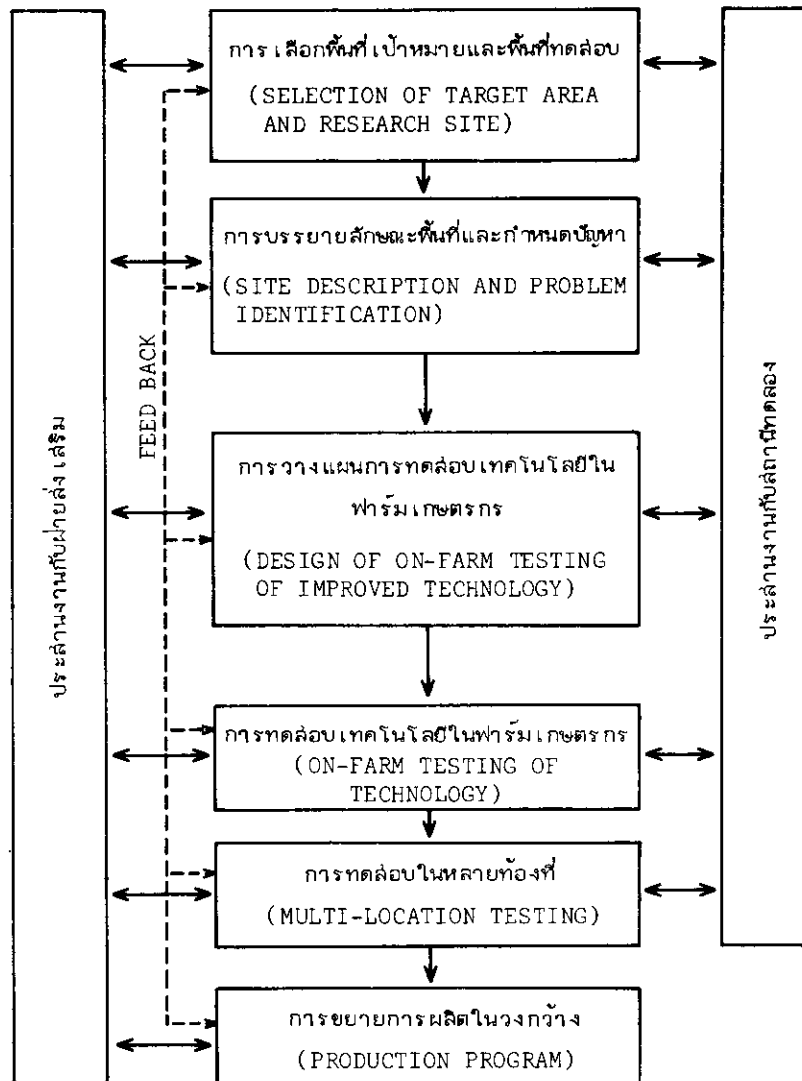 การเลือกพื้นที่เป้าหมายและพื้นที่ทดสอบ
(SELECTION OF TARGET AREA
AND RESEARCH SITE)
การบรรยายลักษณะพื้นที่และกำหนดปัญหา
(SITE DESCRIPTION AND PROBLEM
IDENTIFICATION)
FEED BACK
ประสานงานกับฝ่ายส่งเสริม
ประสานงานกับสถานีทดลอง
การวางแผนการทดสอบเทคโนโลยีใน
ฟาร์มเกษตรกร
(DESIGN OF ON-FARM TESTING
OF IMPROVED TECHNOLOGY)
การทดสอบเทคโนโลยีในฟาร์มเกษตรกร
(ON-FARM TESTING OF
TECHNOLOGY)
การทดสอบในหลายท้องที่
(MULTI-LOCATION TESTING)
การขยายการผลิตในวงกว้าง
(PRODUCTION PROGRAM)